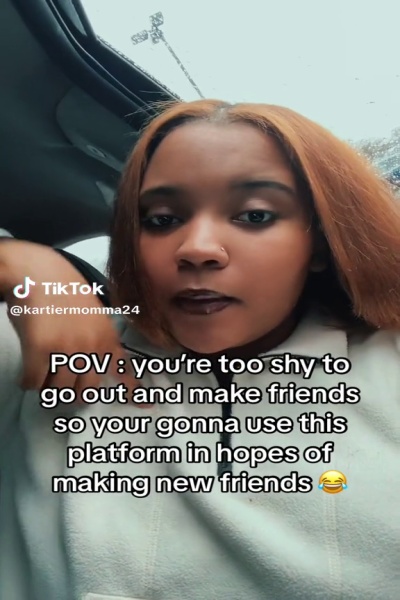 TikTok
@kartiermomma24
POV : you're too shy to
go out and make friends
so your gonna use this
platform in hopes of
making new friends 😂